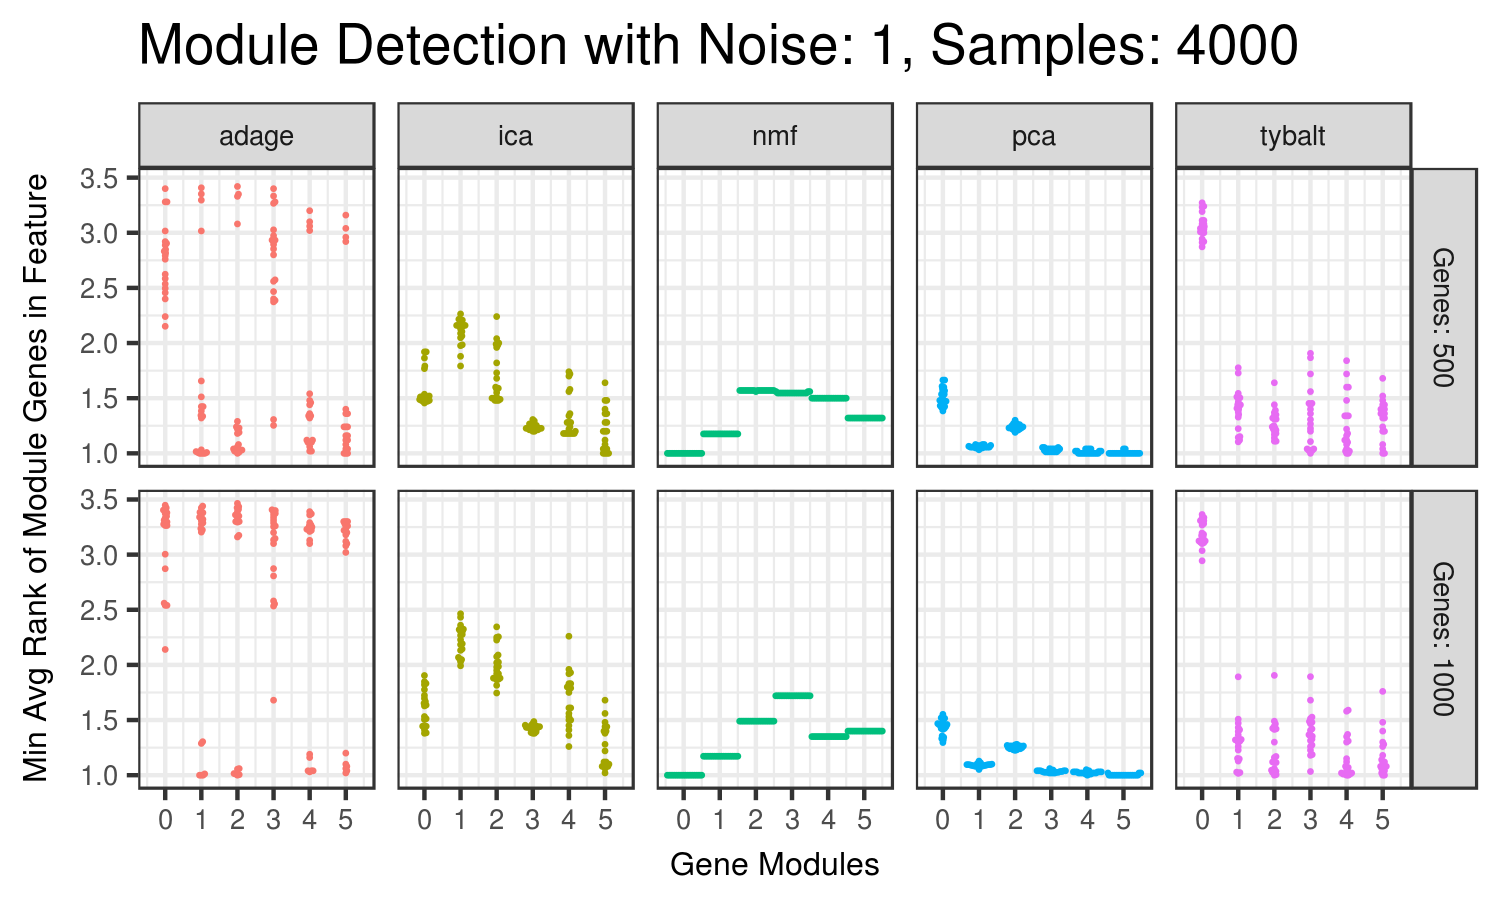 Module Detection with Noise: 1, Samples: 4000
adage ica nmf pca tybalt
Min Avg Rank of Module Genes in Feature
3.5
3.0
2.5
2.0
1.5
1.0
Genes: 500
3.5
3.0
2.5
2.0
1.5
1.0
Genes: 1000
0 1 2 3 4 5 0 1 2 3 4 5 0 1 2 3 4 5 0 1 2 3 4 5 0 1 2 3 4 5
Gene Modules